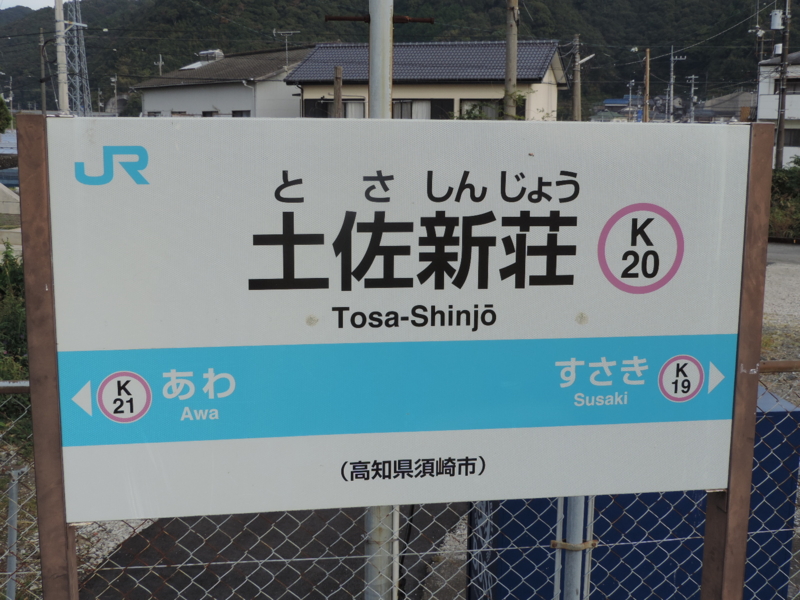 JR
とさしんじょう
土佐新荘
K
20
Tosa-Shinjō
K
21
あわ
Awa
すさき
Susaki
K
19
(高知県須崎市)